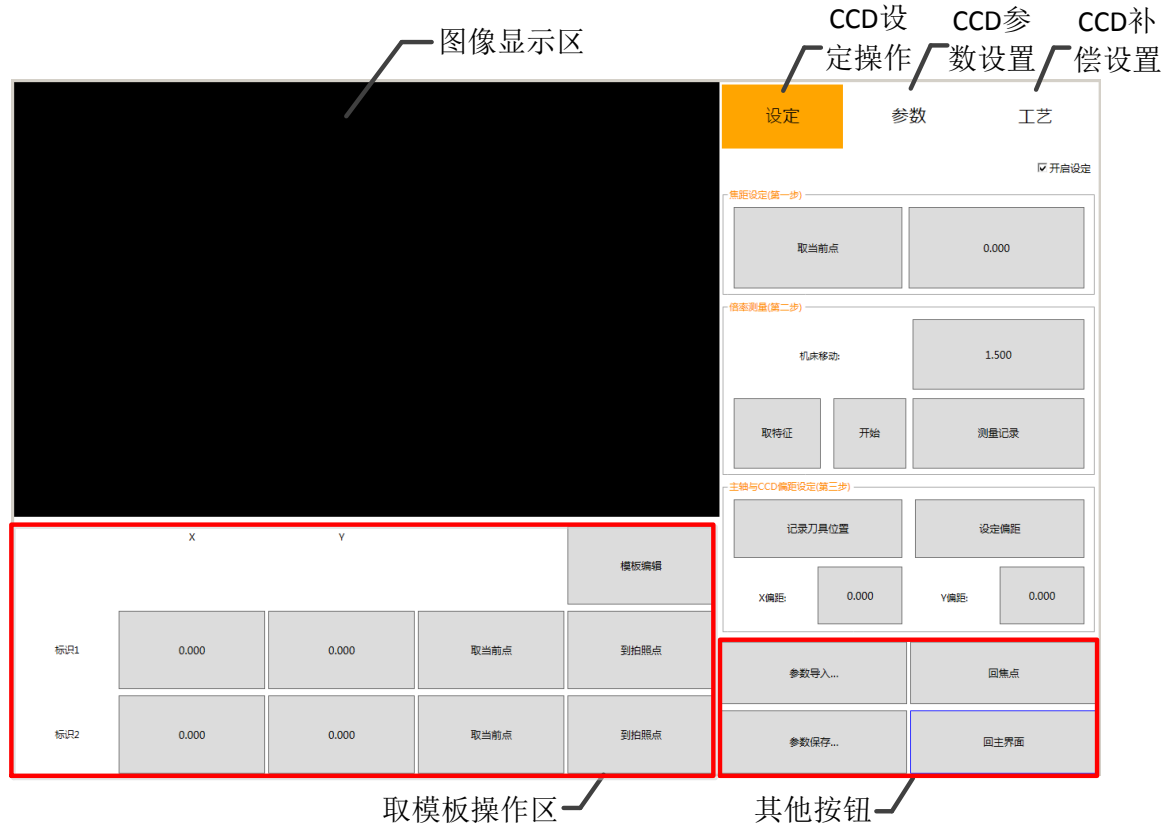 图像显示区
CCD设定操作
CCD参数设置
CCD补偿设置
设定
参数
工艺
开启设定
焦距设定(第一步)
取当前点
0.000
倍率测量(第二步)
机床移动:
1.500
取特征
开始
测量记录
主轴与CCD偏距设定(第三步)
记录刀具位置
设定偏距
X偏距:
0.000
Y偏距:
0.000
X
Y
模板编辑
标识1
0.000
0.000
取当前点
到拍照点
标识2
0.000
0.000
取当前点
到拍照点
参数导入...
回焦点
参数保存...
回主界面
取模板操作区
其他按钮